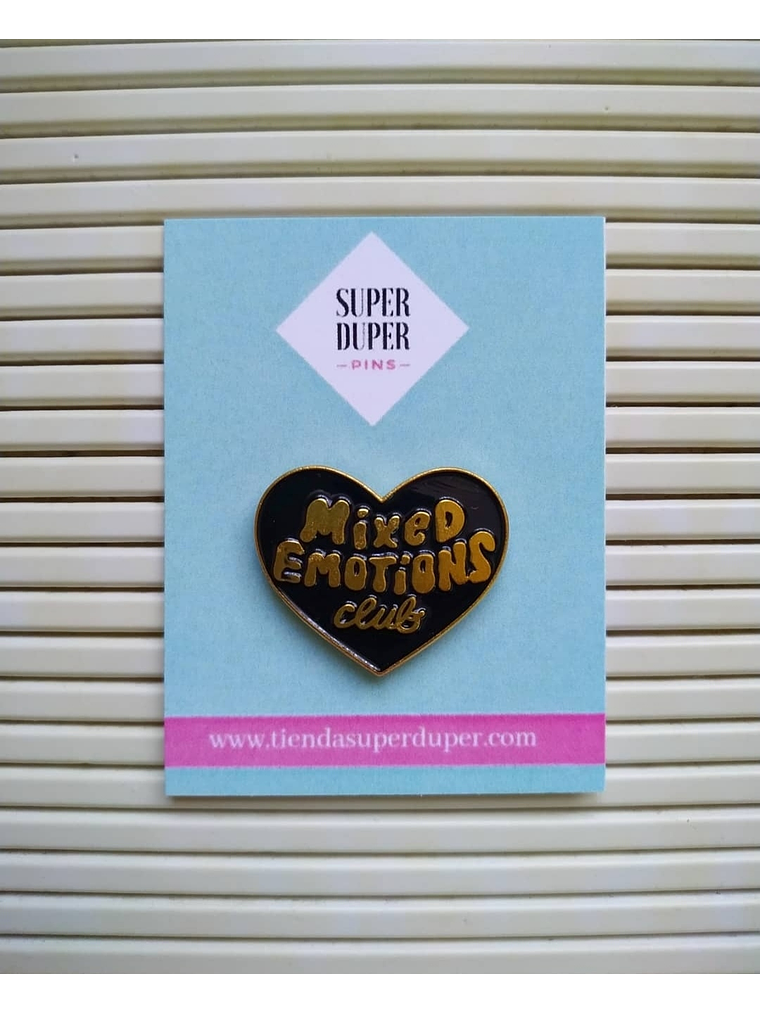 SUPER
DUPER
–PINS–
MixeD
EMOTiONS
club
www.tiendasuperduper.com